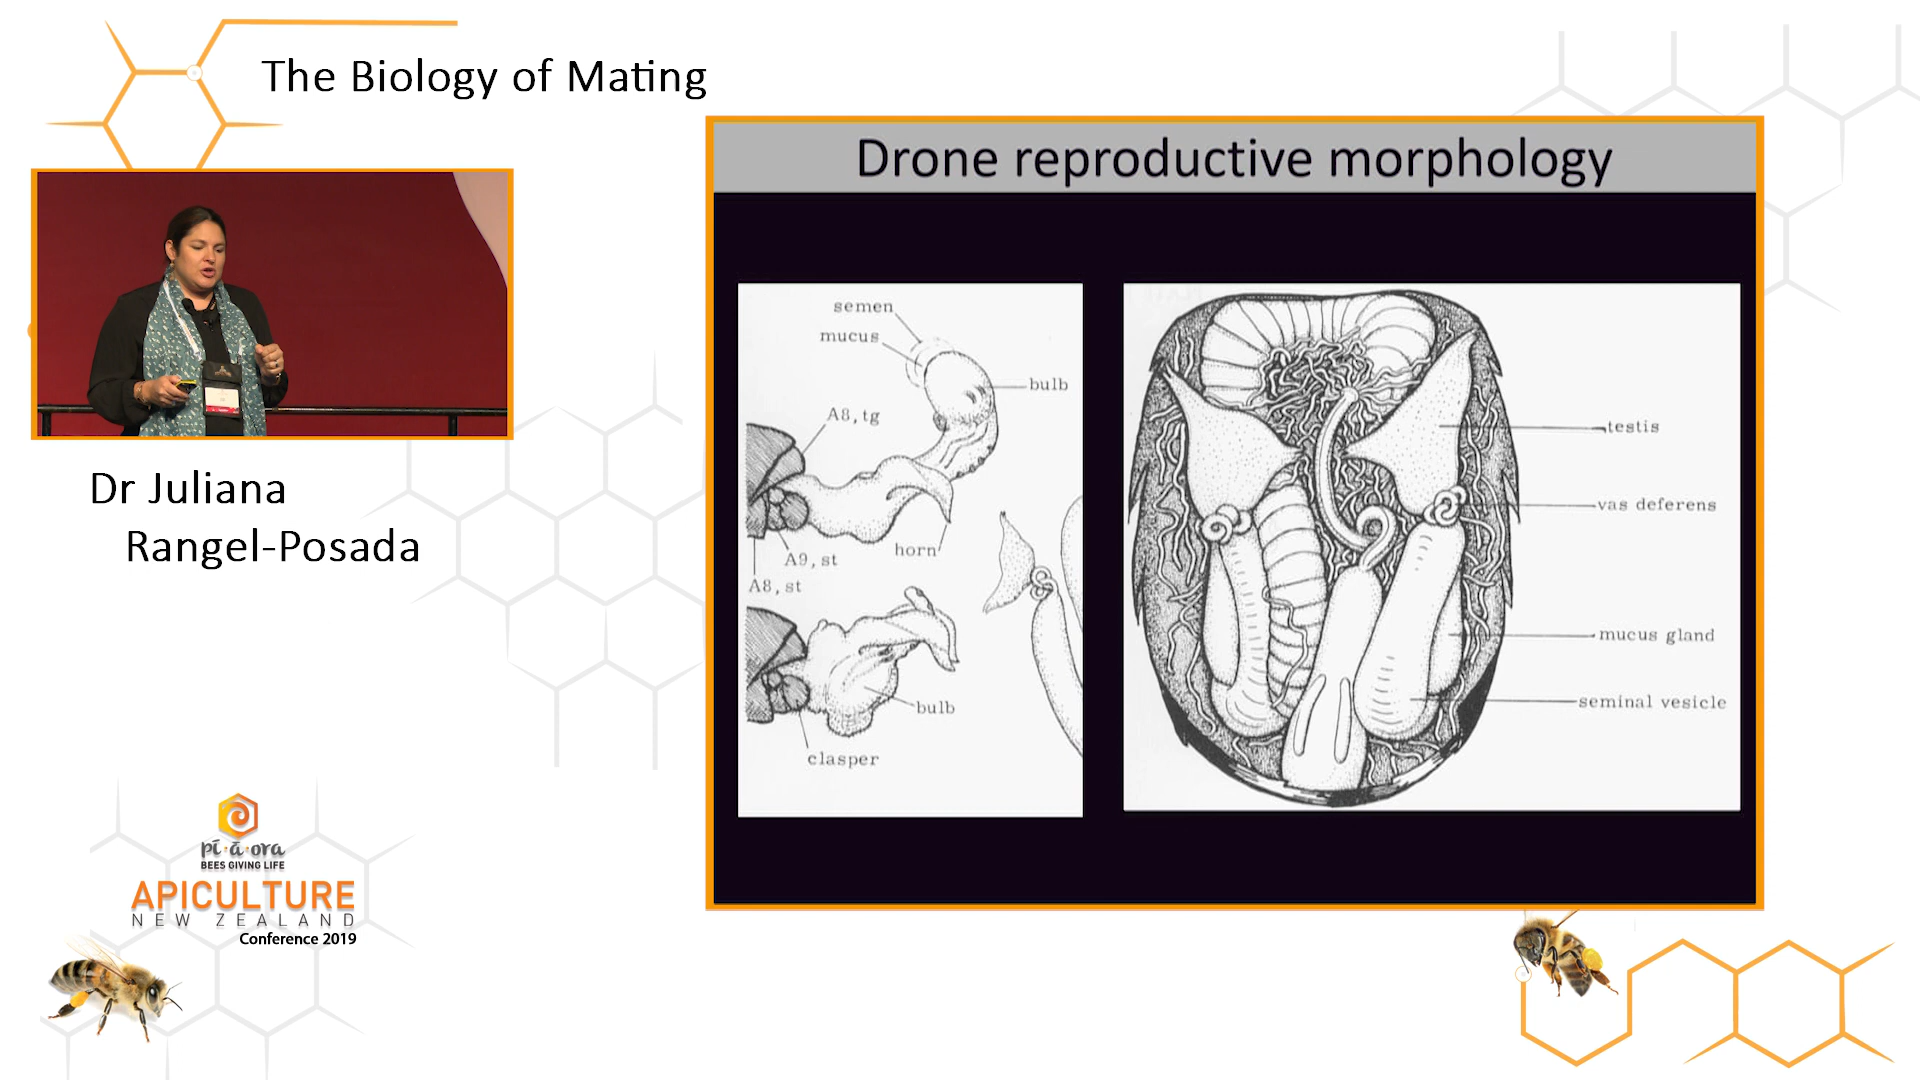 The Biology of Mating
Dr Juliana
Rangel-Posada
pī·ā·ora
BEES GIVING LIFE
APICULTURE
NEW ZEALAND
Conference 2019
Drone reproductive morphology
semen
mucus
bulb
A8, tg
horn
A9, st
A8, st
bulb
clasper
testis
vas deferens
mucus gland
seminal vesicle